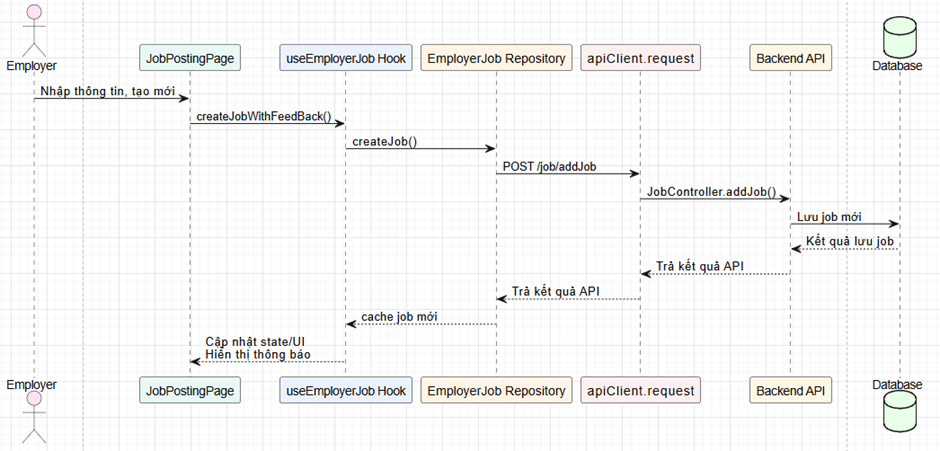 Employer
JobPostingPage
useEmployerJob Hook
EmployerJob Repository
apiClient.request
Backend API
Database
Nhập thông tin, tạo mới
createJobWithFeedBack()
createJob()
POST /job/addJob
JobController.addJob()
Lưu job mới
Kết quả lưu job
Trả kết quả API
Trả kết quả API
cache job mới
Cập nhật state/UI
Hiển thị thông báo
Employer
JobPostingPage
useEmployerJob Hook
EmployerJob Repository
apiClient.request
Backend API
Database